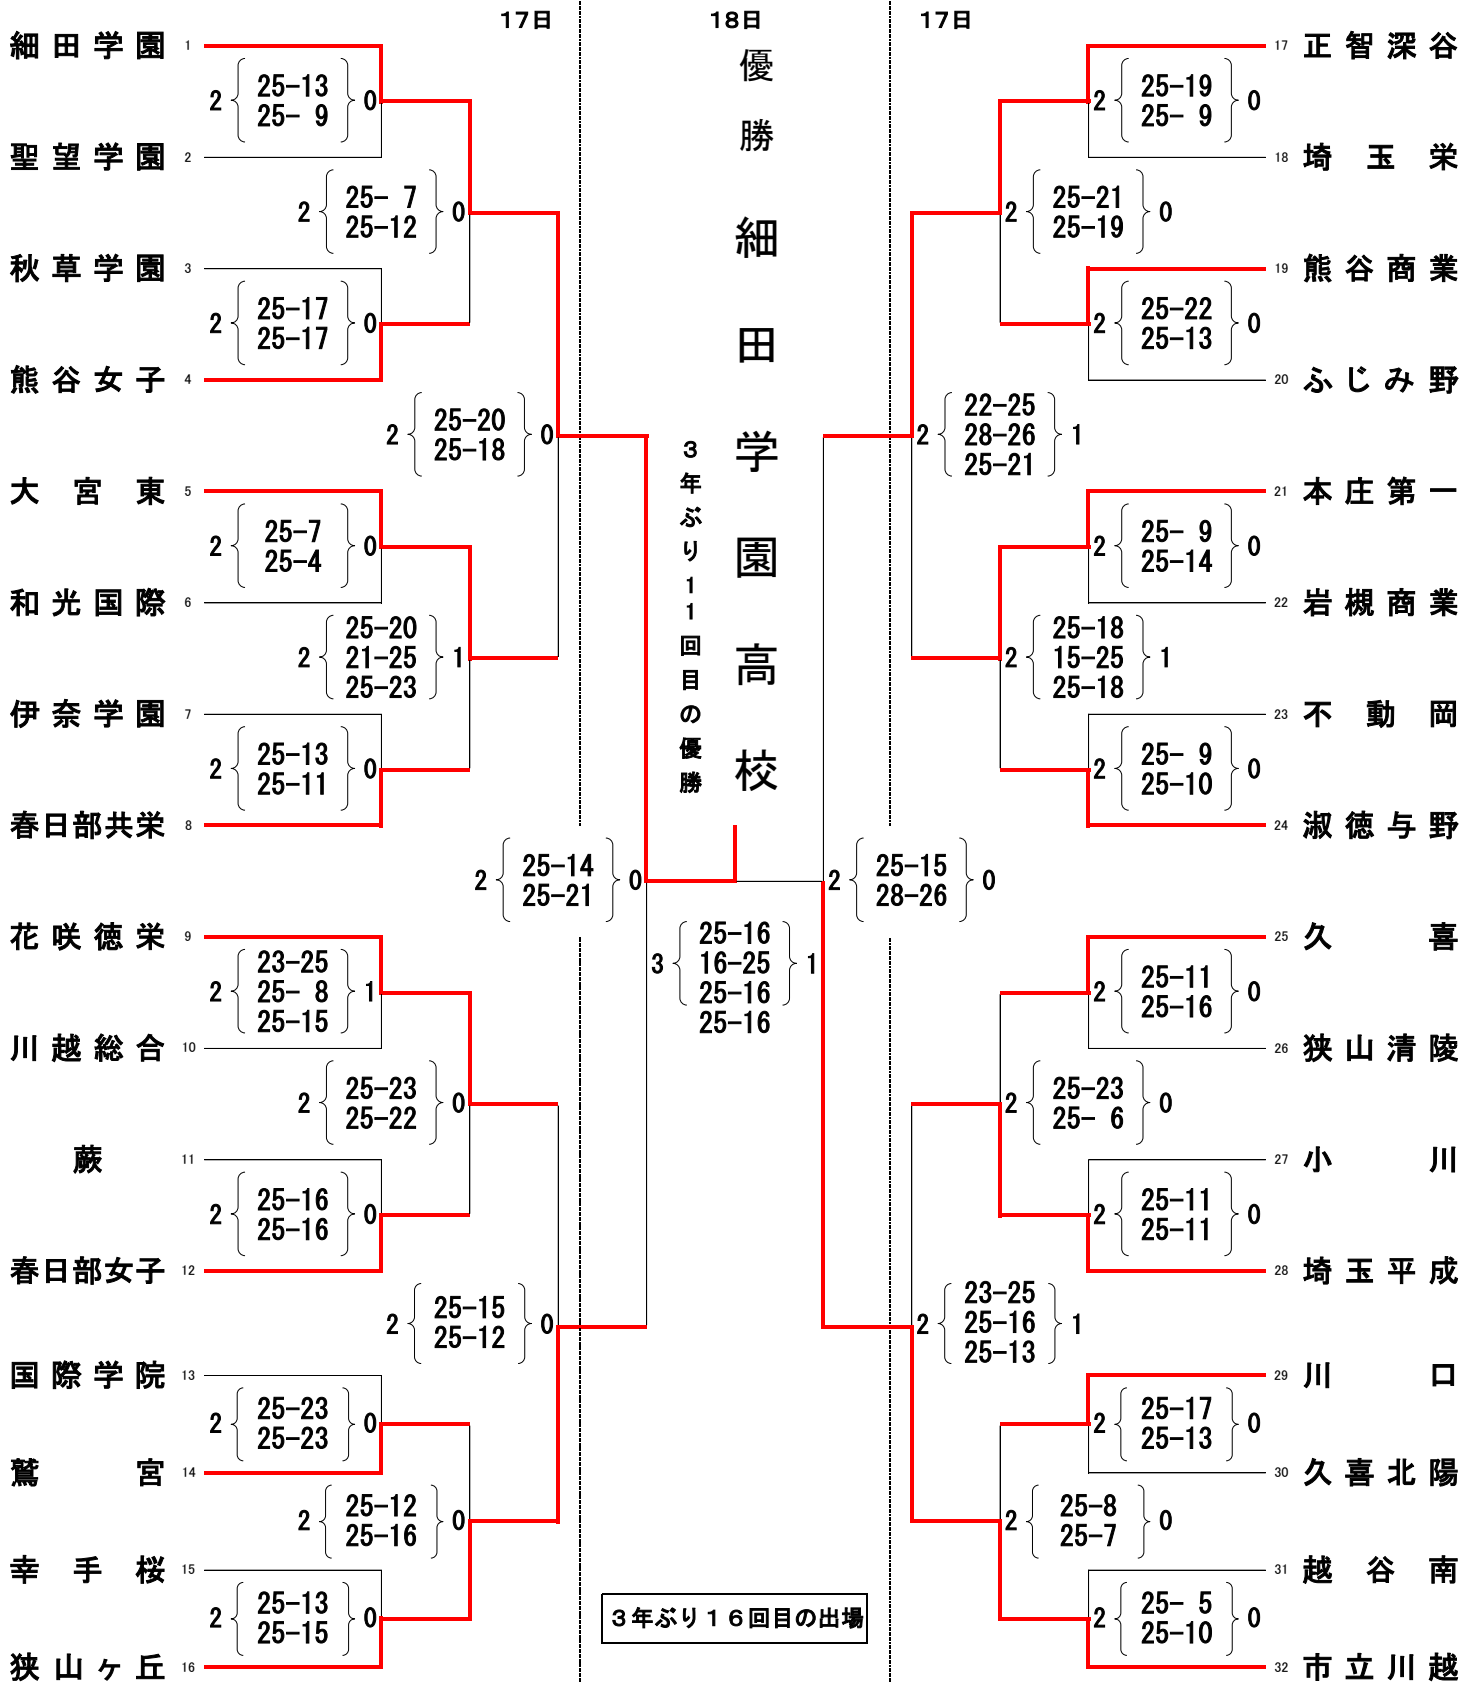 17日
18日
17日
優勝
細田学園高校
3年ぶり11回目の優勝
細田学園 1
2 25-13 0
25- 9
聖望学園 2
2 25- 7 0
25-12
秋草学園 3
2 25-17 0
25-17
熊谷女子 4
2 25-20 0
25-18
大宮東 5
2 25-7 0
25-4
和光国際 6
25-20
2 21-25 1
25-23
伊奈学園 7
2 25-13 0
25-11
春日部共栄 8
2 25-14 0
25-21
花咲徳栄 9
23-25
2 25- 8 1
25-15
川越総合 10
2 25-23 0
25-22
蕨 11
2 25-16 0
25-16
春日部女子 12
2 25-15 0
25-12
国際学院 13
2 25-23 0
25-23
鷲宮 14
2 25-12 0
25-16
幸手桜 15
2 25-13 0
25-15
狭山ヶ丘 16
25-16
3 16-25 1
25-16
25-16
3年ぶり16回目の出場
17 正智深谷
2 25-19 0
25- 9
18 埼玉栄
2 25-21 0
25-19
19 熊谷商業
2 25-22 0
25-13
20 ふじみ野
22-25
2 28-26 1
25-21
21 本庄第一
2 25- 9 0
25-14
22 岩槻商業
25-18
2 15-25 1
25-18
23 不動岡
2 25- 9 0
25-10
24 淑徳与野
2 25-15 0
28-26
25 久喜
2 25-11 0
25-16
26 狭山清陵
2 25-23 0
25- 6
27 小川
2 25-11 0
25-11
28 埼玉平成
23-25
2 25-16 1
25-13
29 川口
2 25-17 0
25-13
30 久喜北陽
2 25-8 0
25-7
31 越谷南
2 25- 5 0
25-10
32 市立川越